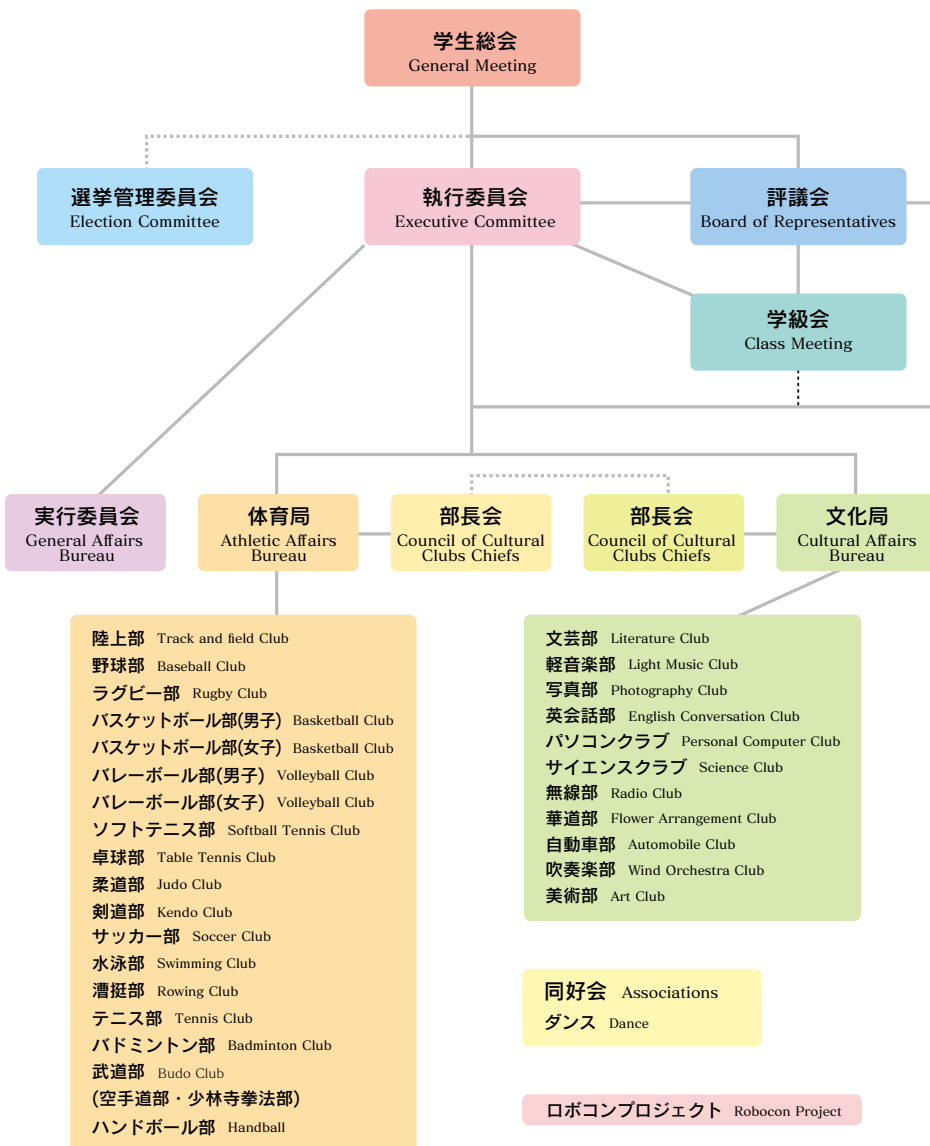 学生総会
General Meeting
選挙管理委員会
Election Committee
執行委員会
Executive Committee
評議会
Board of Representatives
学級会
Class Meeting
実行委員会
General Affairs
Bureau
体育局
Athletic Affairs
Bureau
部長会
Council of Cultural
Clubs Chiefs
部長会
Council of Cultural
Clubs Chiefs
文化局
Cultural Affairs
Bureau
陸上部 Track and field Club
野球部 Baseball Club
ラグビー部 Rugby Club
バスケットボール部(男子) Basketball Club
バスケットボール部(女子) Basketball Club
バレーボール部(男子) Volleyball Club
バレーボール部(女子) Volleyball Club
ソフトテニス部 Softball Tennis Club
卓球部 Table Tennis Club
柔道部 Judo Club
剣道部 Kendo Club
サッカー部 Soccer Club
水泳部 Swimming Club
漕挺部 Rowing Club
テニス部 Tennis Club
バドミントン部 Badminton Club
武道部 Budo Club
(空手道部・少林寺拳法部)
ハンドボール部 Handball
文芸部 Literature Club
軽音楽部 Light Music Club
写真部 Photography Club
英会話部 English Conversation Club
パソコンクラブ Personal Computer Club
サイエンスクラブ Science Club
無線部 Radio Club
華道部 Flower Arrangement Club
自動車部 Automobile Club
吹奏楽部 Wind Orchestra Club
美術部 Art Club
同好会 Associations
ダンス Dance
ロボコンプロジェクト Robocon Project